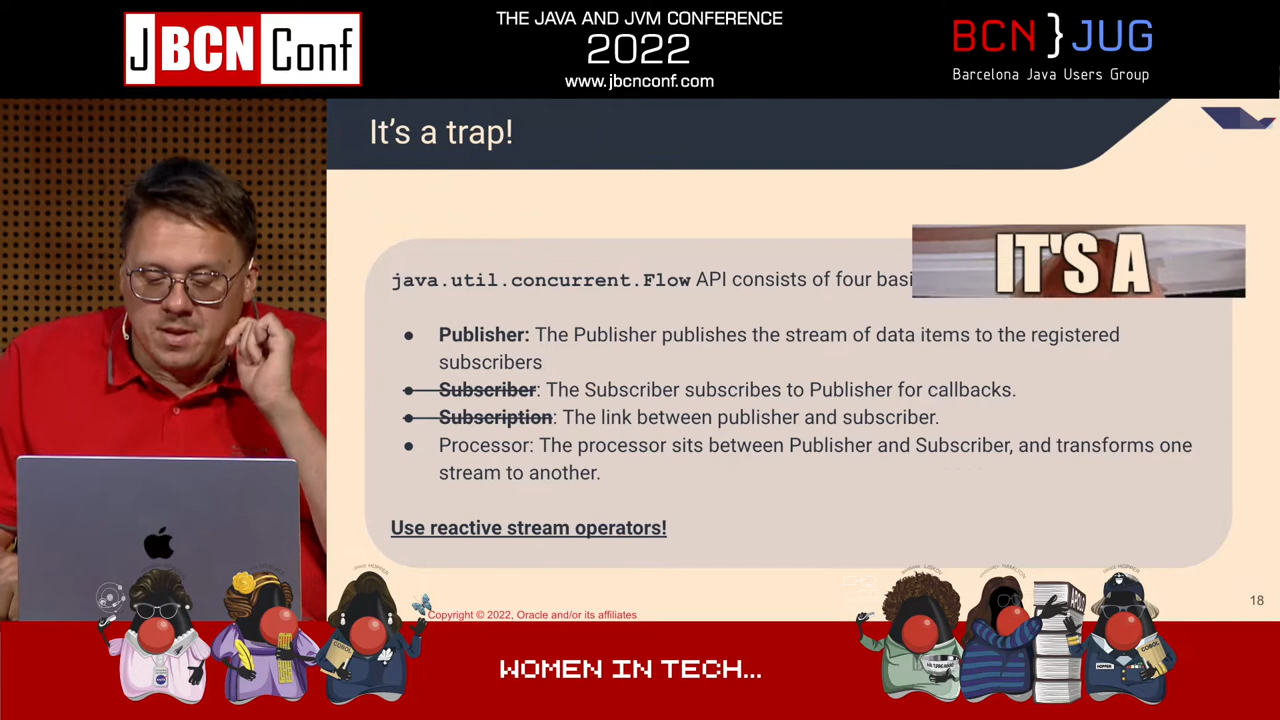 JBCNConf
THE JAVA AND JVM CONFERENCE
2022
www.jbcnconf.com
BCN}JUG
Barcelona Java Users Group
It's a trap!
IT'S A
java.util.concurrent.Flow API consists of four basi
• Publisher: The Publisher publishes the stream of data items to the registered
subscribers
• Subscriber: The Subscriber subscribes to Publisher for callbacks.
• Subscription: The link between publisher and subscriber.
• Processor: The processor sits between Publisher and Subscriber, and transforms one
stream to another.
Use reactive stream operators!
18
Copyright © 2022, Oracle and/or its affiliates
WOMEN IN TECH...
COBOL
HOPPER
COBOL